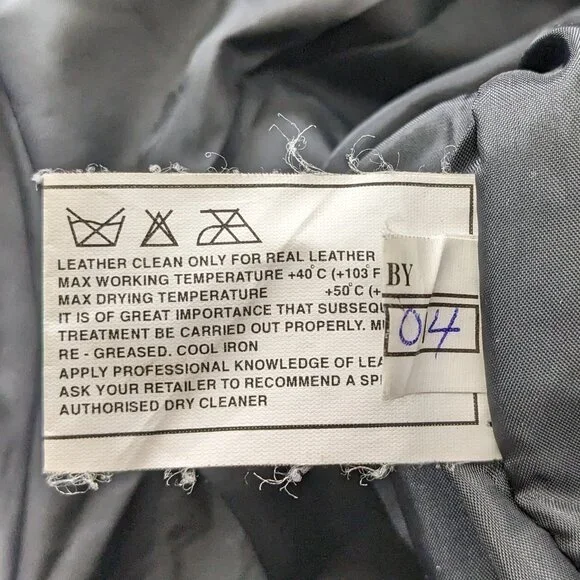 LEATHER CLEAN ONLY FOR REAL LEATHER
MAX WORKING TEMPERATURE +40°C (+103°F
MAX DRYING TEMPERATURE +50°C (+
IT IS OF GREAT IMPORTANCE THAT SUBSEQU
TREATMENT BE CARRIED OUT PROPERLY.
RE - GREASED. COOL IRON
APPLY PROFESSIONAL KNOWLEDGE OF
ASK YOUR RETAILER TO RECOMMEND A
AUTHORISED DRY CLEANER
BY
04